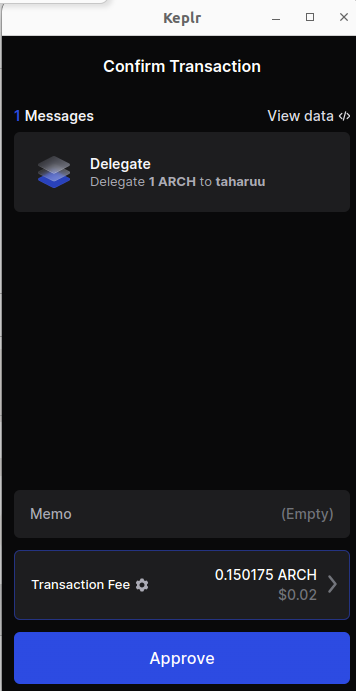 Keplr
Confirm Transaction
1 Messages
View data </>
Delegate
Delegate 1 ARCH to taharuu
Memo
(Empty)
Transaction Fee
0.150175 ARCH
$0.02
Approve